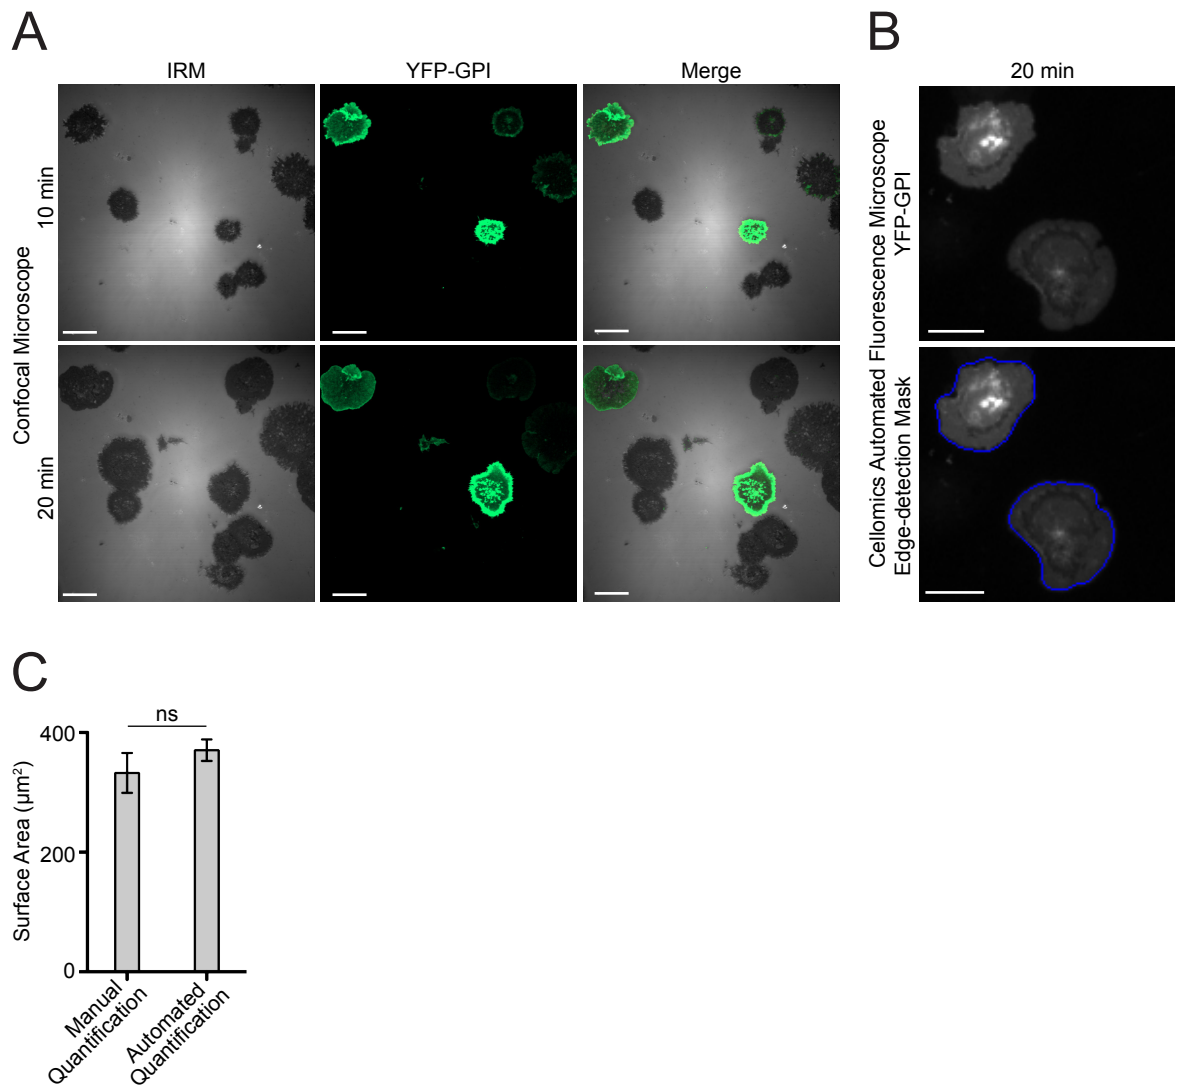 A
IRM
YFP-GPI
Merge
Confocal Microscope
10 min
20 min
B
20 min
Cellomics Automated Fluorescence Microscope
YFP-GPI
Edge-detection Mask
C
ns
Surface Area (µm²)
400
200
0
Manual
Quantification
Automated
Quantification